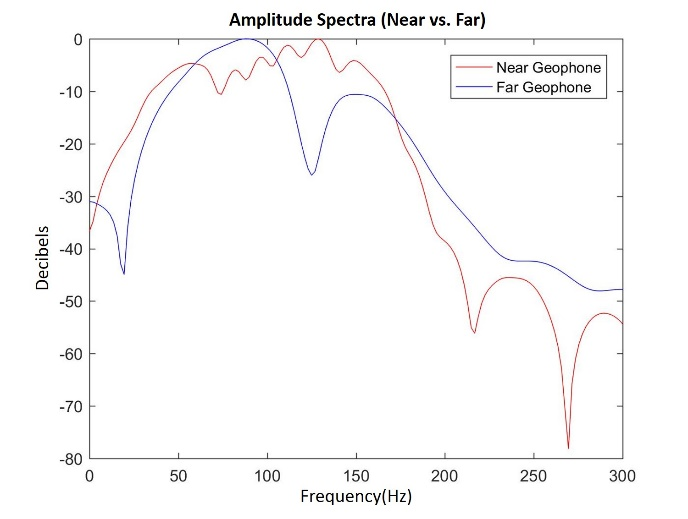 Amplitude Spectra (Near vs. Far)
0
-10
-20
-30
-40
-50
-60
-70
-80
Decibels
Near Geophone
Far Geophone
0 50 100 150 200 250 300
Frequency(Hz)